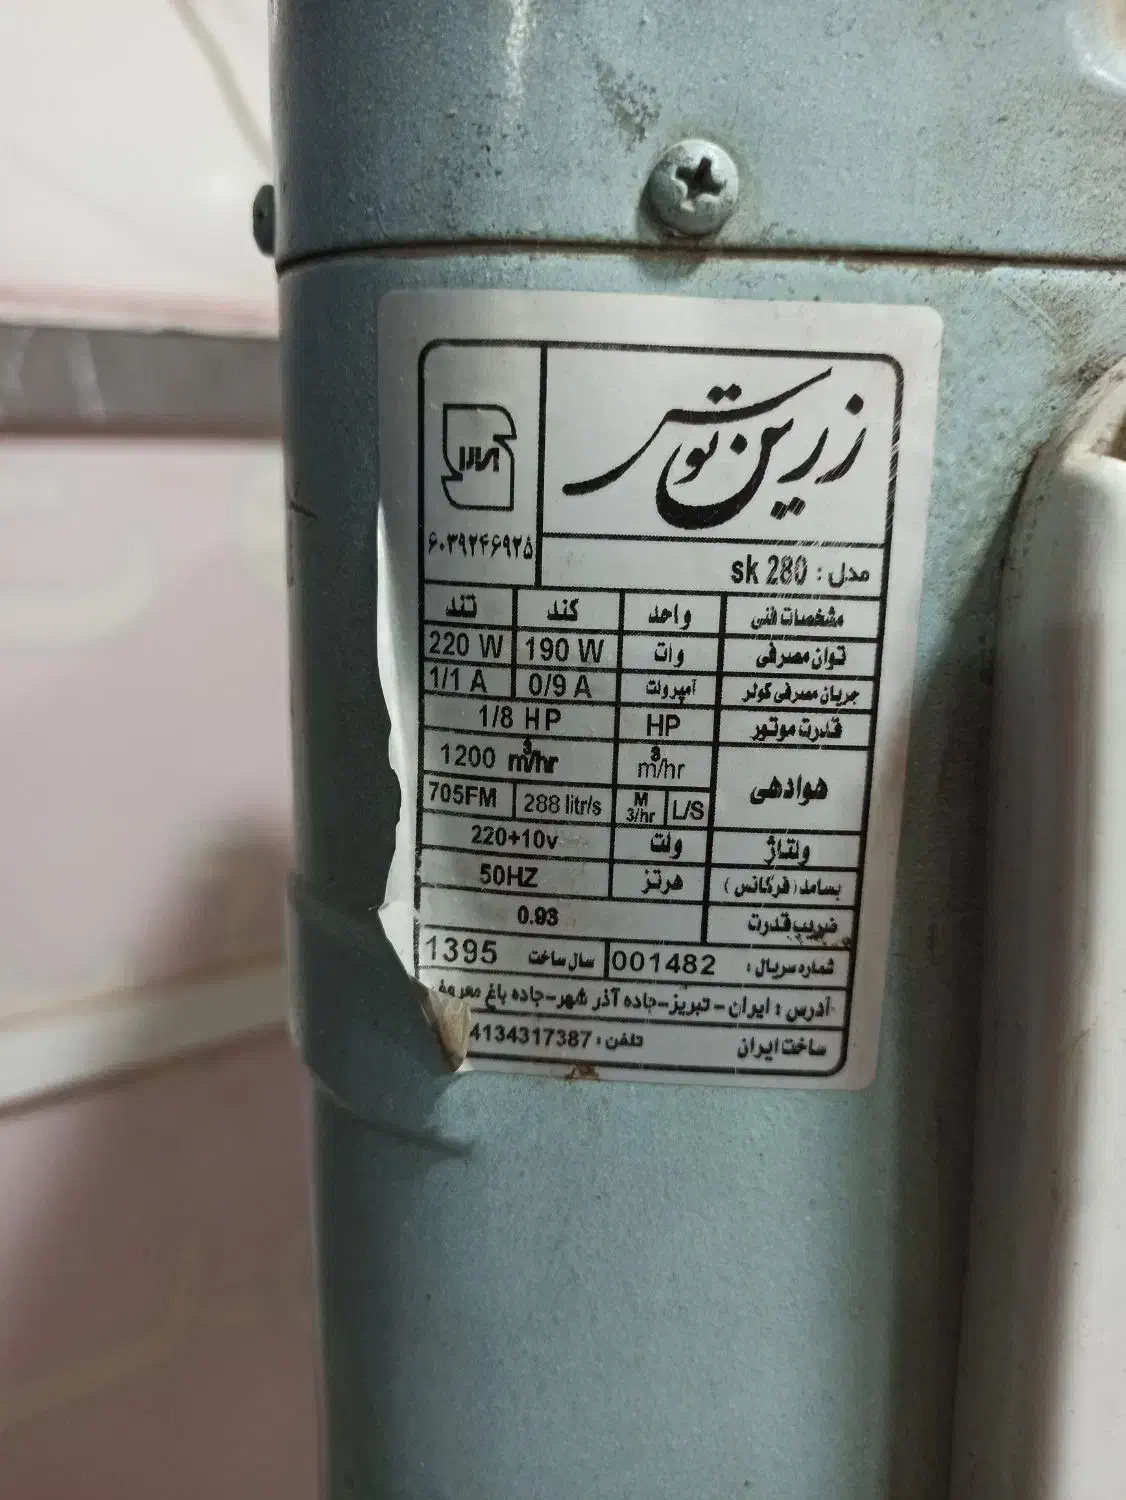 زرین توش
۶۰۳۹۲۴۶۹۲۵
مدل : sk 280
مشخصات فنی واحد کند تند
توان مصرفی وات 190 W 220 W
جریان مصرفی کولر آمپرولت 0/9 A 1/1 A
قدرت موتور HP 1/8 HP
هوادهی m³/hr 1200 m³/hr
L/S M 3/hr 288 litr/s 705FM
ولتاژ ولت 220+10v
بسامد (فرکانس) هرتز 50HZ
ضریب قدرت 0.93
شماره سریال : 001482 سال ساخت 1395
آدرس : ایران - تبریز-جاده آذر شهر-جاده باغ معروف
ساخت ایران تلفن : 4134317387